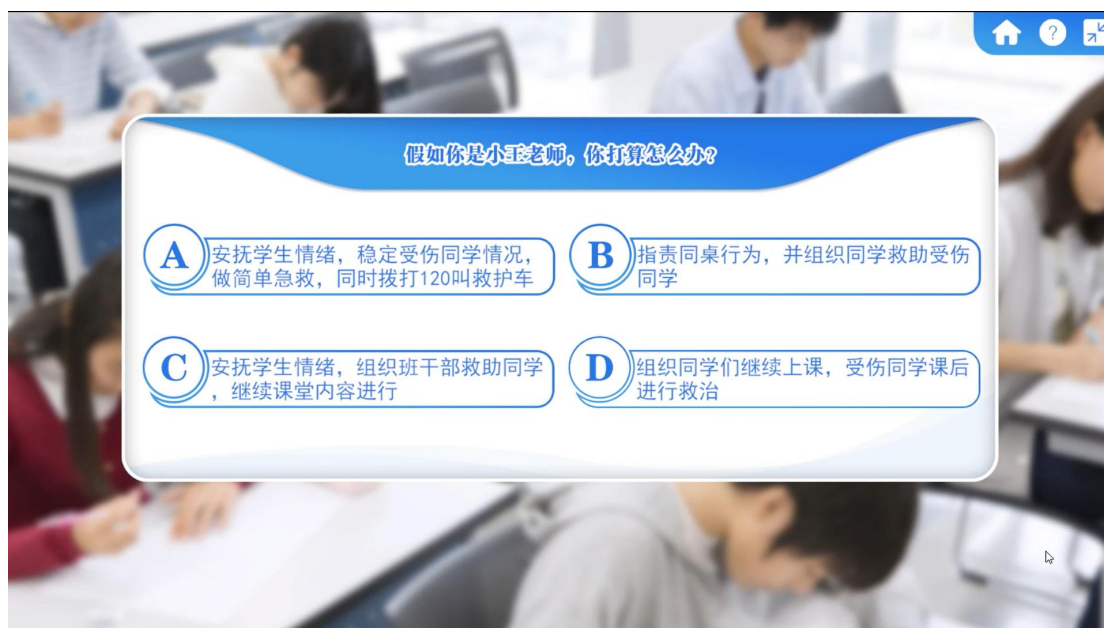 ?
假如你是小王老师，你打算怎么办？
A
安抚学生情绪，稳定受伤同学情况，
做简单急救，同时拨打120叫救护车
B
指责同桌行为，并组织同学救助受伤
同学
C
安抚学生情绪，组织班干部救助同学
，继续课堂内容进行
D
组织同学们继续上课，受伤同学课后
进行救治